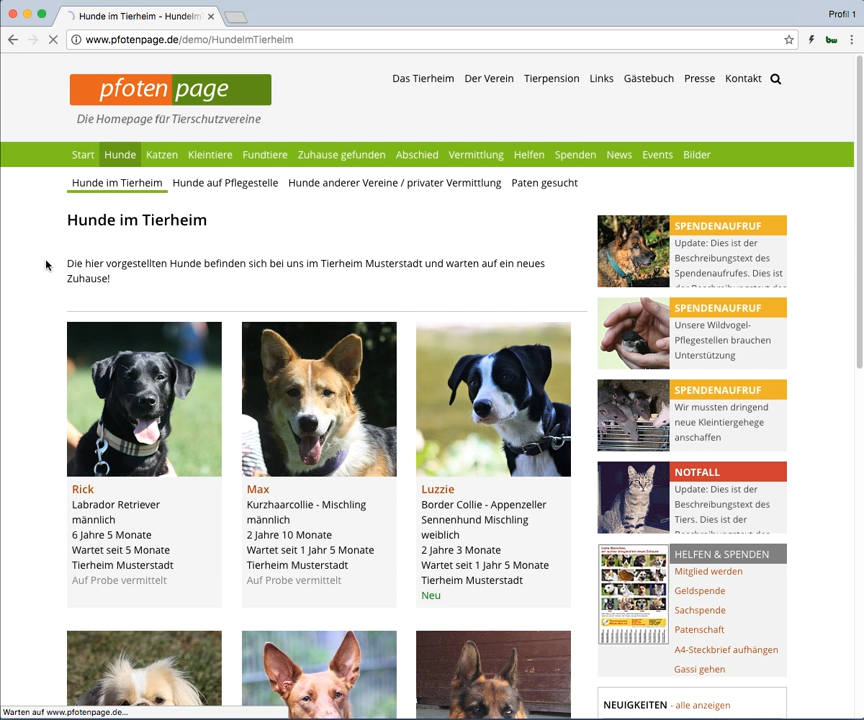 Hunde im Tierheim - HundeIm
Profil 1
www.pfotenpage.de/demo/HundeImTierheim
bw
pfoten page
Die Homepage für Tierschutzvereine
Das Tierheim Der Verein Tierpension Links Gästebuch Presse Kontakt
Start Hunde Katzen Kleintiere Fundtiere Zuhause gefunden Abschied Vermittlung Helfen Spenden News Events Bilder
Hunde im Tierheim Hunde auf Pflegestelle Hunde anderer Vereine / privater Vermittlung Paten gesucht
Hunde im Tierheim
Die hier vorgestellten Hunde befinden sich bei uns im Tierheim Musterstadt und warten auf ein neues
Zuhause!
Rick
Labrador Retriever
männlich
6 Jahre 5 Monate
Wartet seit 5 Monate
Tierheim Musterstadt
Auf Probe vermittelt
Max
Kurzhaarcollie - Mischling
männlich
2 Jahre 10 Monate
Wartet seit 1 Jahr 5 Monate
Tierheim Musterstadt
Auf Probe vermittelt
Luzzie
Border Collie - Appenzeller
Sennenhund Mischling
weiblich
2 Jahre 3 Monate
Wartet seit 1 Jahr 5 Monate
Tierheim Musterstadt
Neu
SPENDENAUFRUF
Update: Dies ist der
Beschreibungstext des
Spendenaufrufes. Dies ist
der Beschreibungstext des
SPENDENAUFRUF
Unsere Wildvogel-
Pflegestellen brauchen
Unterstützung
SPENDENAUFRUF
Wir mussten dringend
neue Kleintiergehege
anschaffen
NOTFALL
Update: Dies ist der
Beschreibungstext des
Tiers. Dies ist der
Beschreibungstext des
HELFEN & SPENDEN
Mitglied werden
Geldspende
Sachspende
Patenschaft
A4-Steckbrief aufhängen
Gassi gehen
NEUIGKEITEN - alle anzeigen
Warten auf www.pfotenpage.de...